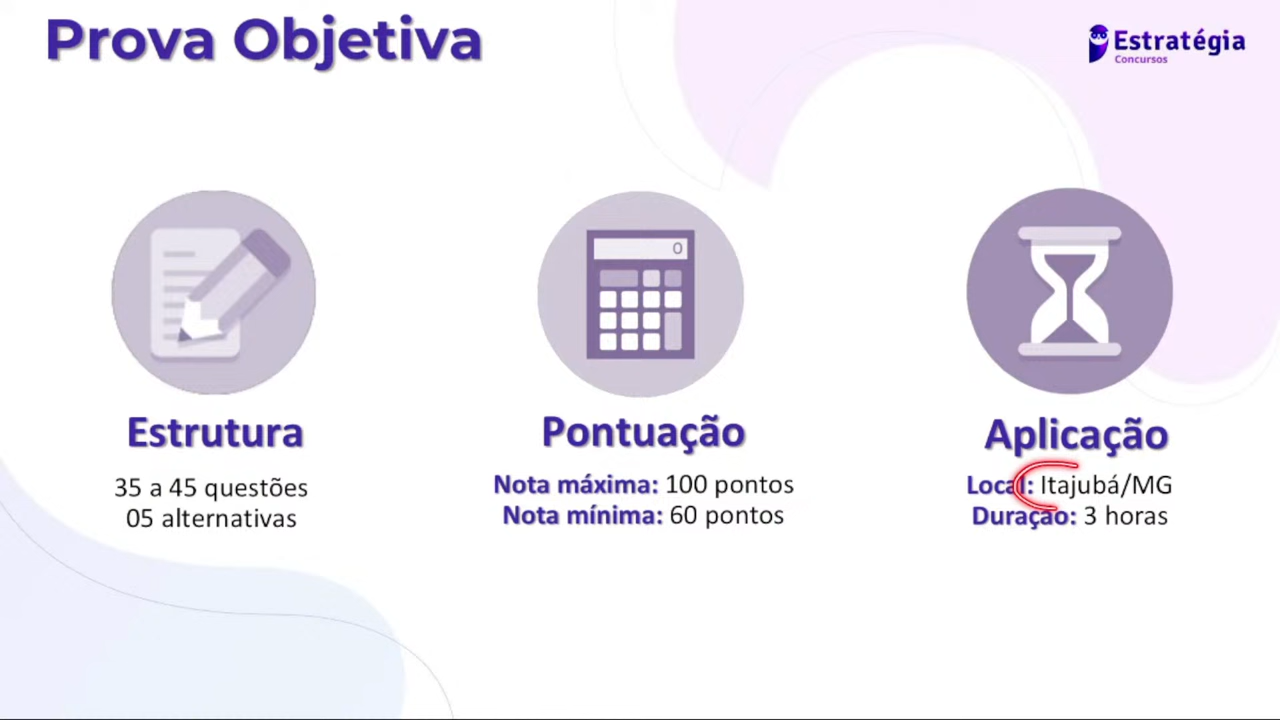 Prova Objetiva
Estratégia
Concursos
0
Estrutura
35 a 45 questões
05 alternativas
Pontuação
Nota máxima: 100 pontos
Nota mínima: 60 pontos
Aplicação
Local: Itajubá/MG
Duração: 3 horas